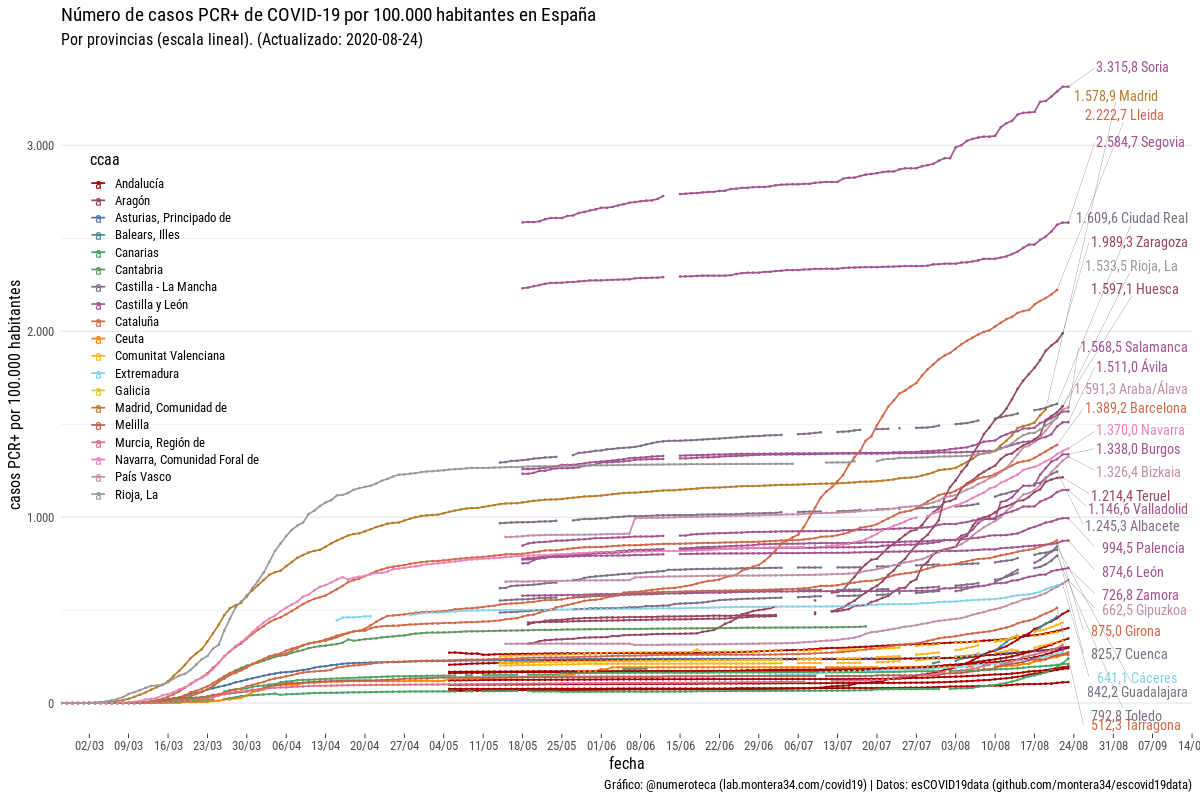 Número de casos PCR+ de COVID-19 por 100.000 habitantes en España
Por provincias (escala lineal). (Actualizado: 2020-08-24)
casos PCR+ por 100.000 habitantes
3.000
2.000
1.000
0
ccaa
Andalucía
Aragón
Asturias, Principado de
Balears, Illes
Canarias
Cantabria
Castilla - La Mancha
Castilla y León
Cataluña
Ceuta
Comunitat Valenciana
Extremadura
Galicia
Madrid, Comunidad de
Melilla
Murcia, Región de
Navarra, Comunidad Foral de
País Vasco
Rioja, La
3.315,8 Soria
1.578,9 Madrid
2.222,7 Lleida
2.584,7 Segovia
1.609,6 Ciudad Real
1.989,3 Zaragoza
1.533,5 Rioja, La
1.597,1 Huesca
1.568,5 Salamanca
1.511,0 Ávila
1.591,3 Araba/Álava
1.389,2 Barcelona
1.370,0 Navarra
1.338,0 Burgos
1.326,4 Bizkaia
1.214,4 Teruel
1.146,6 Valladolid
1.245,3 Albacete
994,5 Palencia
874,6 León
726,8 Zamora
662,5 Gipuzkoa
875,0 Girona
825,7 Cuenca
641,1 Cáceres
842,2 Guadalajara
792,8 Toledo
512,3 Tarragona
02/03 09/03 16/03 23/03 30/03 06/04 13/04 20/04 27/04 04/05 11/05 18/05 25/05 01/06 08/06 15/06 22/06 29/06 06/07 13/07 20/07 27/07 03/08 10/08 17/08 24/08 31/08 07/09 14/0
fecha
Gráfico: @numeroteca (lab.montera34.com/covid19) | Datos: esCOVID19data (github.com/montera34/escovid19data)